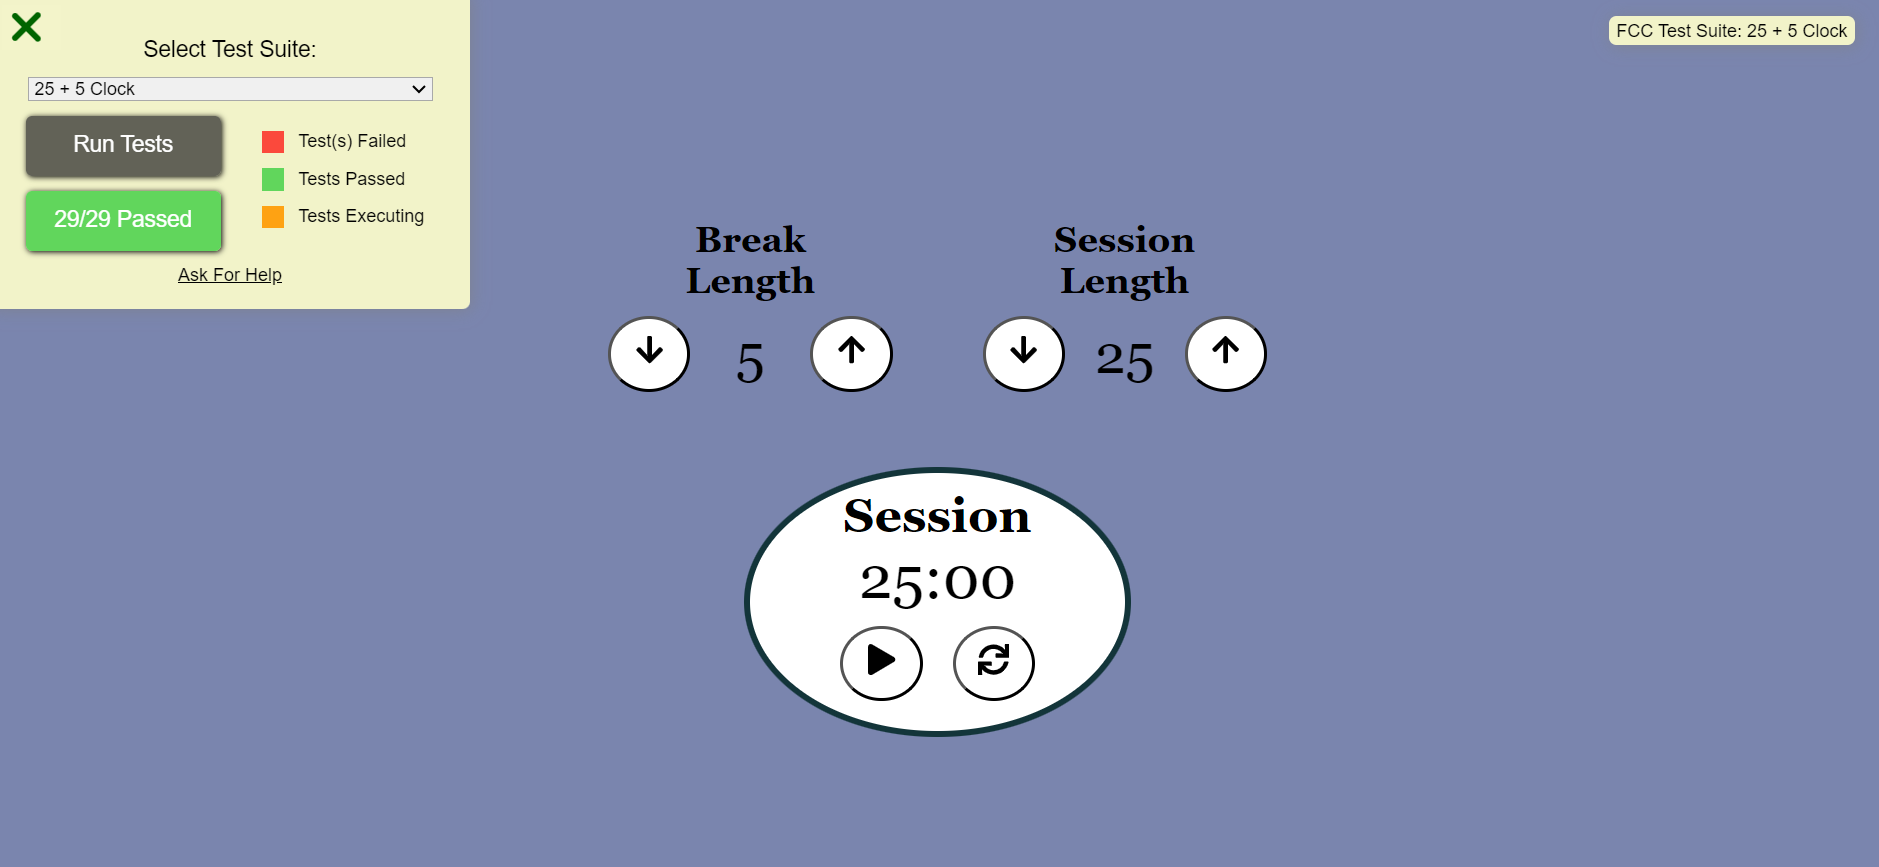 Select Test Suite:
25 + 5 Clock
Run Tests
29/29 Passed
Test(s) Failed
Tests Passed
Tests Executing
Ask For Help
FCC Test Suite: 25 + 5 Clock
Break
Length
5
Session
Length
25
Session
25:00